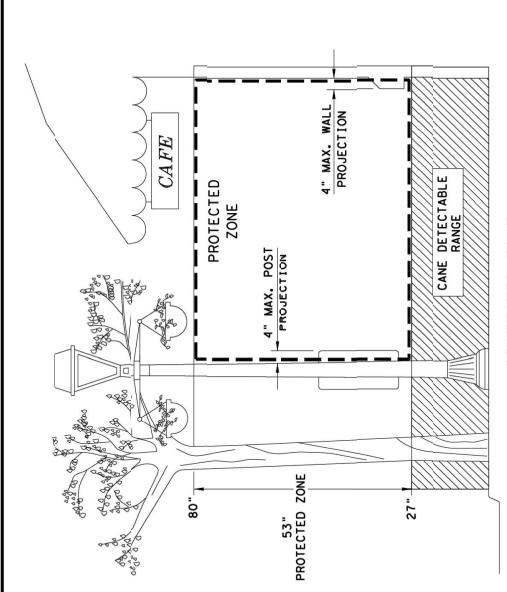 CAFE
PROTECTED
ZONE
4" MAX. WALL
PROJECTION
4" MAX. POST
PROJECTION
CANE DETECTABLE
RANGE
80"
53"
PROTECTED ZONE
27"